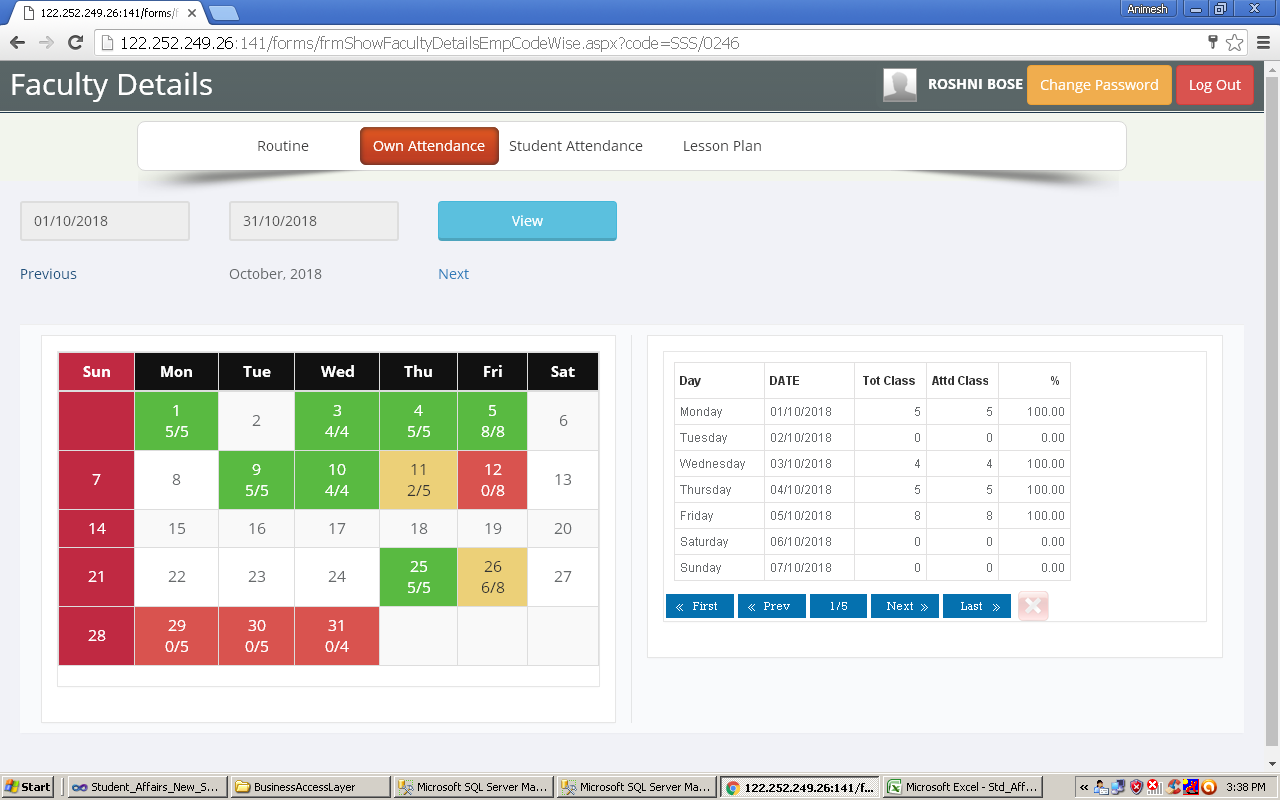 122.252.249.26:141/forms/f
Animesh
122.252.249.26:141/forms/frmShowFacultyDetailsEmpCodeWise.aspx?code=SSS/0246
Faculty Details
ROSHNI BOSE
Change Password
Log Out
Routine
Own Attendance
Student Attendance
Lesson Plan
01/10/2018
31/10/2018
View
Previous
October, 2018
Next
Sun Mon Tue Wed Thu Fri Sat
1 2 3 4 5 6
5/5 4/4 5/5 8/8
7 8 9 10 11 12 13
5/5 4/4 2/5 0/8
14 15 16 17 18 19 20
21 22 23 24 25 26 27
5/5 6/8
28 29 30 31
0/5 0/5 0/4
Day DATE Tot Class Attd Class %
Monday 01/10/2018 5 5 100.00
Tuesday 02/10/2018 0 0 0.00
Wednesday 03/10/2018 4 4 100.00
Thursday 04/10/2018 5 5 100.00
Friday 05/10/2018 8 8 100.00
Saturday 06/10/2018 0 0 0.00
Sunday 07/10/2018 0 0 0.00
« First « Prev 1/5 Next » Last »
Start
Student_Affairs_New_S...
BusinessAccessLayer
Microsoft SQL Server Ma...
Microsoft SQL Server Ma...
122.252.249.26:141/f...
Microsoft Excel - Std_Aff...
«
3:38 PM